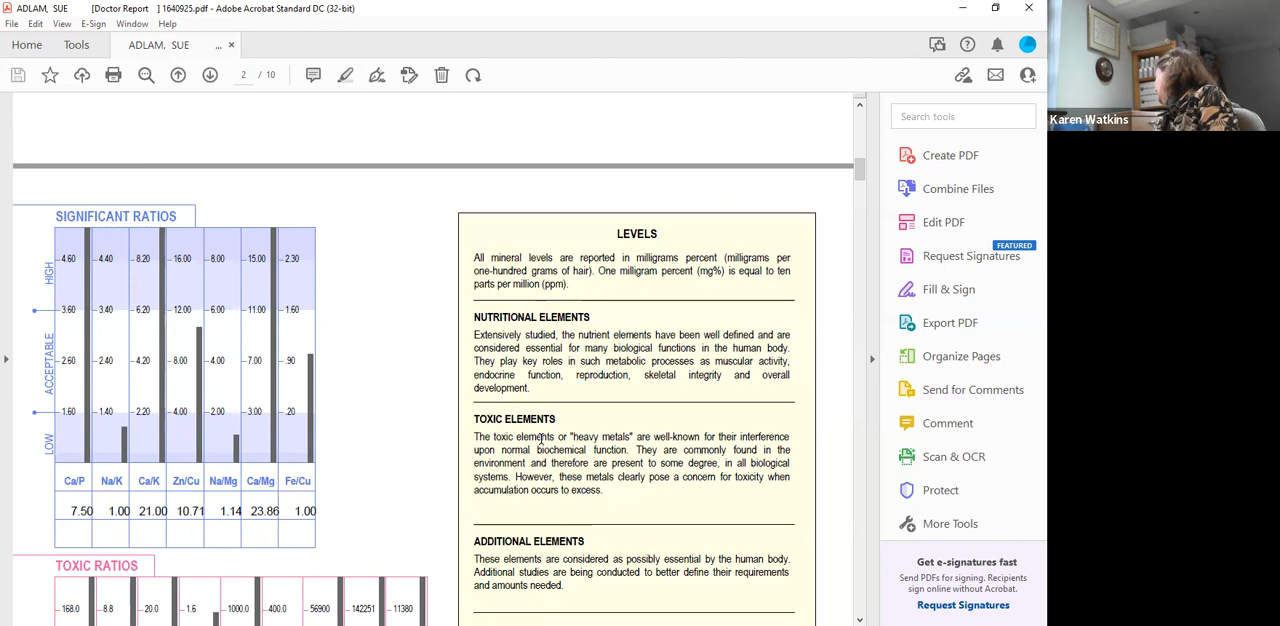 ADLAM, SUE [Doctor Report ] 1640925.pdf - Adobe Acrobat Standard DC (32-bit)
File Edit View E-Sign Window Help
Home Tools ADLAM, SUE ... ×
2 / 10
Karen Watkins
SIGNIFICANT RATIOS
HIGH
ACCEPTABLE
LOW
4.60 4.40 8.20 16.00 8.00 15.00 2.30
3.60 3.40 6.20 12.00 6.00 11.00 1.60
2.60 2.40 4.20 8.00 4.00 7.00 .90
1.60 1.40 2.20 4.00 2.00 3.00 .20
Ca/P Na/K Ca/K Zn/Cu Na/Mg Ca/Mg Fe/Cu
7.50 1.00 21.00 10.71 1.14 23.86 1.00
TOXIC RATIOS
168.0 8.8 20.0 1.6 1000.0 400.0 56900 142251 11380
LEVELS
All mineral levels are reported in milligrams percent (milligrams per
one-hundred grams of hair). One milligram percent (mg%) is equal to ten
parts per million (ppm).
NUTRITIONAL ELEMENTS
Extensively studied, the nutrient elements have been well defined and are
considered essential for many biological functions in the human body.
They play key roles in such metabolic processes as muscular activity,
endocrine function, reproduction, skeletal integrity and overall
development.
TOXIC ELEMENTS
The toxic elements or "heavy metals" are well-known for their interference
upon normal biochemical function. They are commonly found in the
environment and therefore are present to some degree, in all biological
systems. However, these metals clearly pose a concern for toxicity when
accumulation occurs to excess.
ADDITIONAL ELEMENTS
These elements are considered as possibly essential by the human body.
Additional studies are being conducted to better define their requirements
and amounts needed.
Search tools
Create PDF
Combine Files
Edit PDF
FEATURED
Request Signatures
Fill & Sign
Export PDF
Organize Pages
Send for Comments
Comment
Scan & OCR
Protect
More Tools
Get e-signatures fast
Send PDFs for signing. Recipients
sign online without Acrobat.
Request Signatures